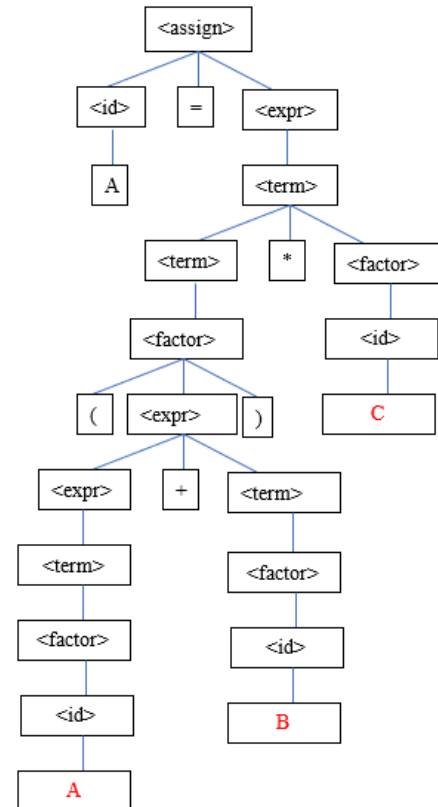 <assign>
<id> = <expr>
A <term>
<term> * <factor>
<factor> <id>
( <expr> ) C
<expr> + <term>
<term> <factor>
<factor> <id>
<id> B
A